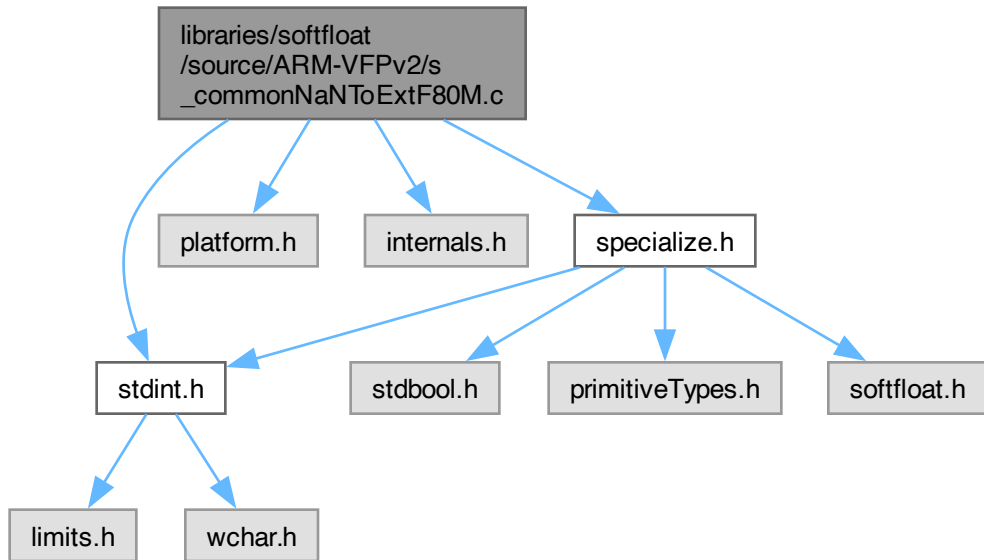 libraries/softfloat
/source/ARM-VFPv2/s
_commonNaNToExtF80M.c
platform.h
internals.h
specialize.h
stdint.h
stdbool.h
primitiveTypes.h
softfloat.h
limits.h
wchar.h